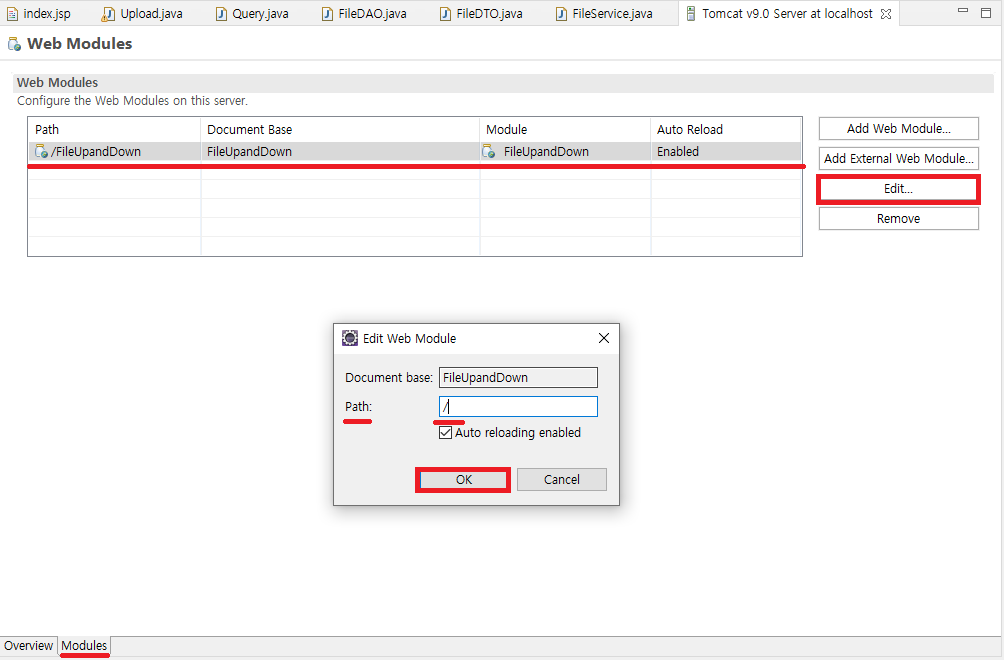 index.jsp Upload.java Query.java FileDAO.java FileDTO.java FileService.java Tomcat v9.0 Server at localhost
Web Modules
Web Modules
Configure the Web Modules on this server.
Path Document Base Module Auto Reload
/FileUpandDown FileUpandDown FileUpandDown Enabled
Add Web Module...
Add External Web Module...
Edit...
Remove
Edit Web Module
Document base: FileUpandDown
Path: /
Auto reloading enabled
OK Cancel
Overview Modules